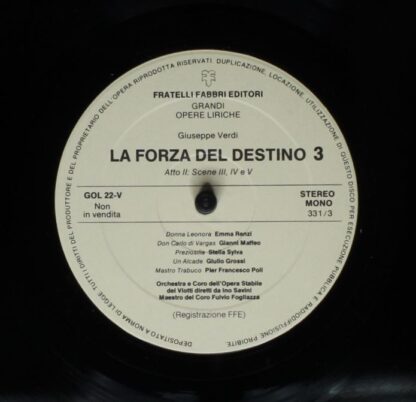 FRATELLI FABBRI EDITORI
GRANDI
OPERE LIRICHE
Giuseppe Verdi
LA FORZA DEL DESTINO 3
Atto II: Scene III, IV e V
GOL 22-V
Non
in vendita
STEREO
MONO
33 1/3
Donna Leonora Emma Renzi
Don Carlo di Vargas Gianni Maffeo
Preziosilla Stella Silva
Un Alcade Giulio Grossi
Mastro Trabuco Pier Francesco Poli
Orchestra e Coro dell'Opera Stabile
dei Viotti diretti da Ino Savini
Maestro del Coro Fulvio Fogliazza
(Registrazione FFE)
DEPOSITATO A NORMA DI LEGGE. TUTTI I DIRITTI DEL PRODUTTORE E DEL PROPRIETARIO DELL'OPERA RIPRODOTTA RISERVATI. DUPLICAZIONE, LOCAZIONE, UTILIZZAZIONE DI QUESTO DISCO PER ESECUZIONE PUBBLICA E RADIODIFFUSIONE PROIBITE